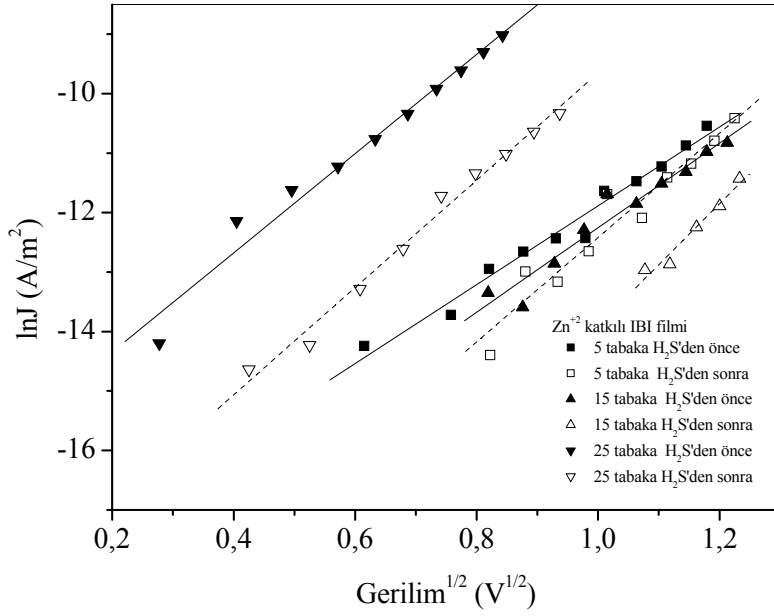 -10
-12
-14
-16
lnJ (A/m²)
0,2 0,4 0,6 0,8 1,0 1,2
Gerilim^1/2 (V^1/2)
Zn⁺² katkılı IBI filmi
5 tabaka H₂S'den önce
5 tabaka H₂S'den sonra
15 tabaka H₂S'den önce
15 tabaka H₂S'den sonra
25 tabaka H₂S'den önce
25 tabaka H₂S'den sonra